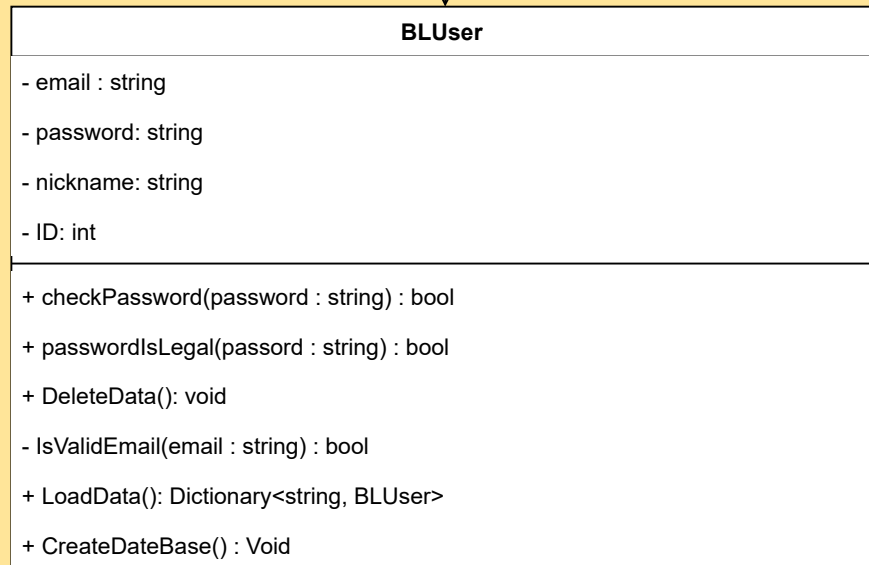 BLUser
- email : string
- password: string
- nickname: string
- ID: int
+ checkPassword(password : string) : bool
+ passwordIsLegal(passord : string) : bool
+ DeleteData(): void
- IsValidEmail(email : string) : bool
+ LoadData(): Dictionary<string, BLUser>
+ CreateDateBase() : Void